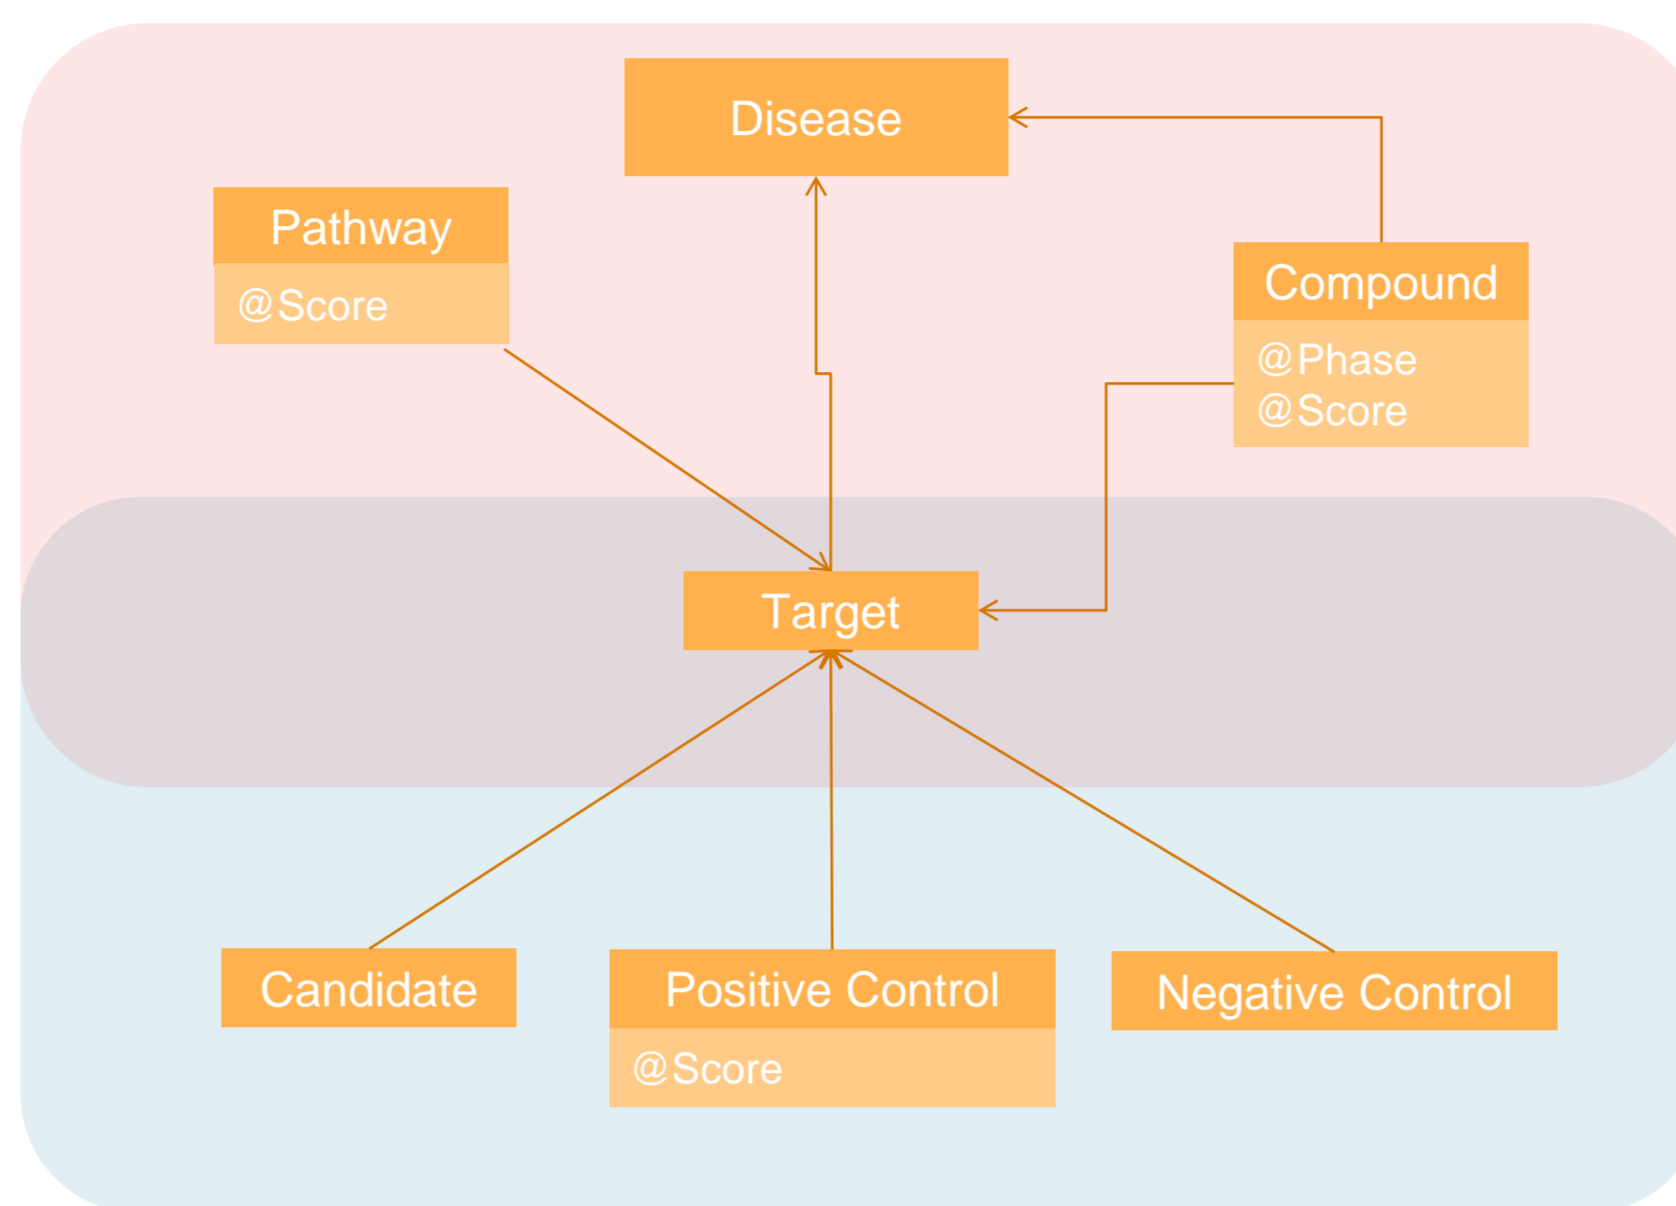 Disease
Pathway
@Score
Compound
@Phase
@Score
Target
Candidate
Positive Control
@Score
Negative Control